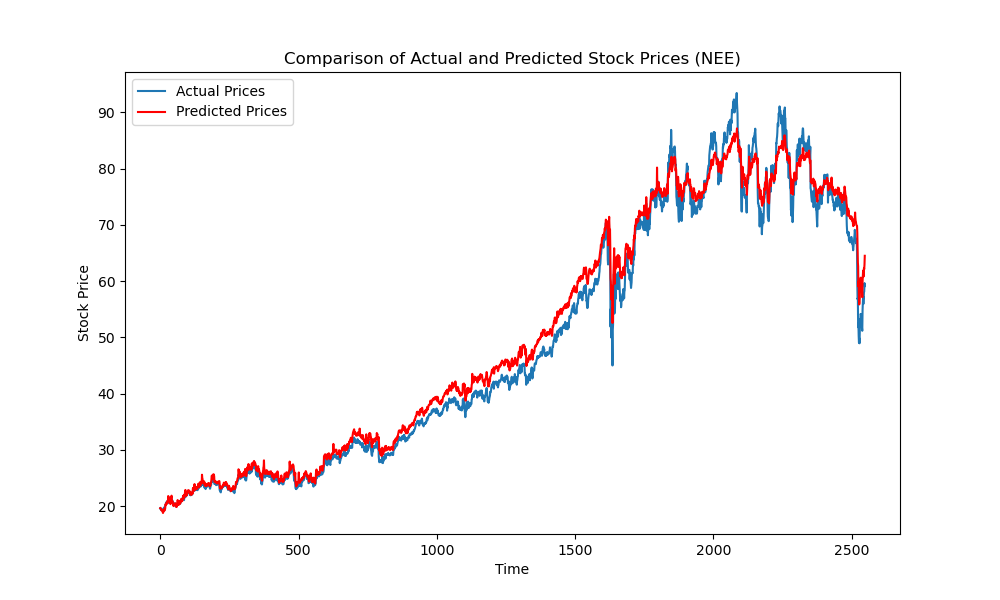 Comparison of Actual and Predicted Stock Prices (NEE)
Actual Prices
Predicted Prices
90
80
70
60
50
40
30
20
Stock Price
0
500
1000
1500
2000
2500
Time